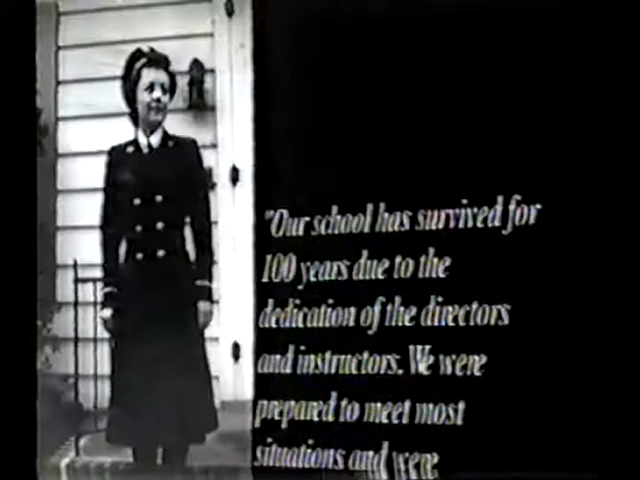 "Our school has survived for
100 years due to the
dedication of the directors
and instructors. We were
prepared to meet most
situations and were